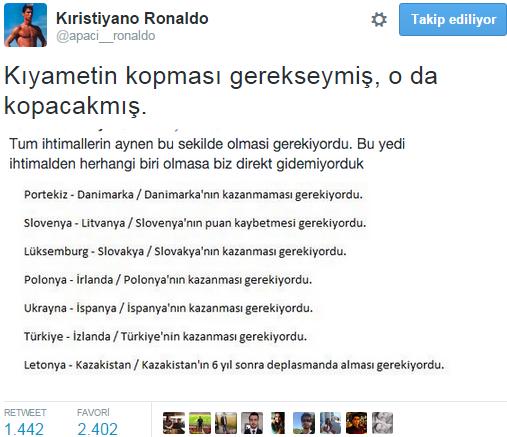 Kıristiyano Ronaldo
@apaci__ronaldo
Takip ediliyor
Kıyametin kopması gerekseymiş, o da
kopacakmış.
Tum ihtimallerin aynen bu sekilde olmasi gerekiyordu. Bu yedi
ihtimalden herhangi biri olmasa biz direkt gidemiyorduk
Portekiz - Danimarka / Danimarka'nın kazanmaması gerekiyordu.
Slovenya - Litvanya / Slovenya'nın puan kaybetmesi gerekiyordu.
Lüksemburg - Slovakya / Slovakya'nın kazanması gerekiyordu.
Polonya - İrlanda / Polonya'nın kazanması gerekiyordu.
Ukrayna - İspanya / İspanya'nın kazanması gerekiyordu.
Türkiye - İzlanda / Türkiye'nin kazanması gerekiyordu.
Letonya - Kazakistan / Kazakistan'ın 6 yıl sonra deplasmanda alması gerekiyordu.
RETWEET FAVORİ
1.442 2.402